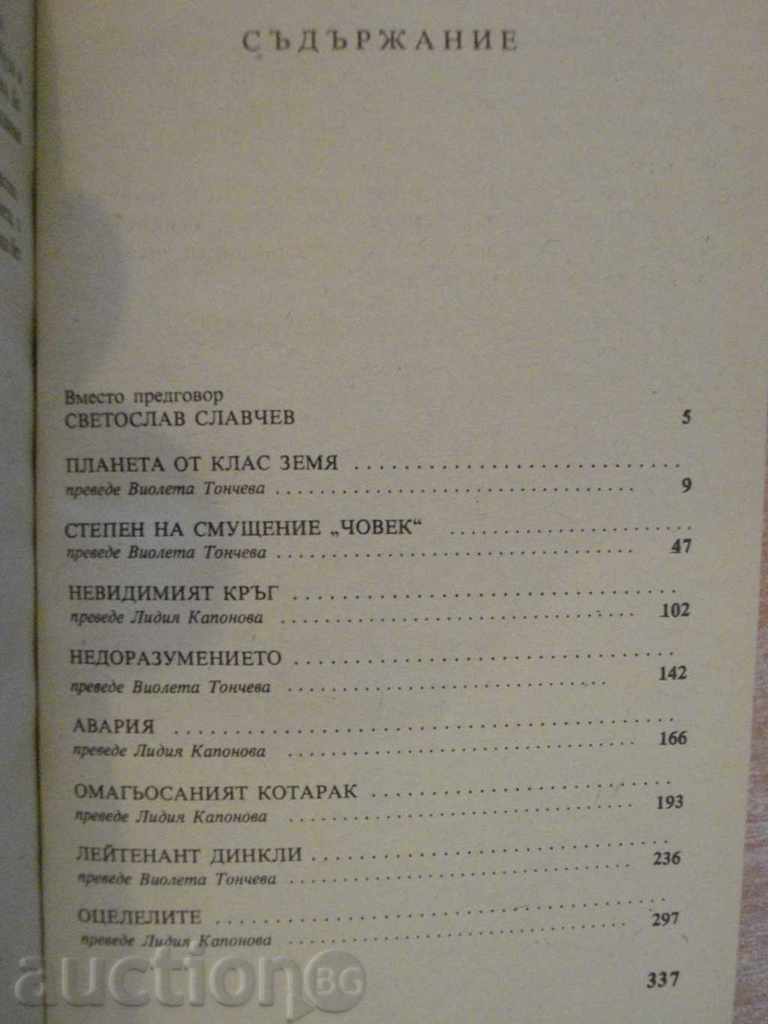 СЪДЪРЖАНИЕ
Вместо предговор
СВЕТОСЛАВ СЛАВЧЕВ 5
ПЛАНЕТА ОТ КЛАС ЗЕМЯ
преведе Виолета Тончева 9
СТЕПЕН НА СМУЩЕНИЕ „ЧОВЕК“
преведе Виолета Тончева 47
НЕВИДИМИЯТ КРЪГ
преведе Лидия Капонова 102
НЕДОРАЗУМЕНИЕТО
преведе Виолета Тончева 142
АВАРИЯ
преведе Лидия Капонова 166
ОМАГЬОСАНИЯТ КОТАРАК
преведе Лидия Капонова 193
ЛЕЙТЕНАНТ ДИНКЛИ
преведе Виолета Тончева 236
ОЦЕЛЕЛИТЕ
преведе Лидия Капонова 297
337
auctionBG